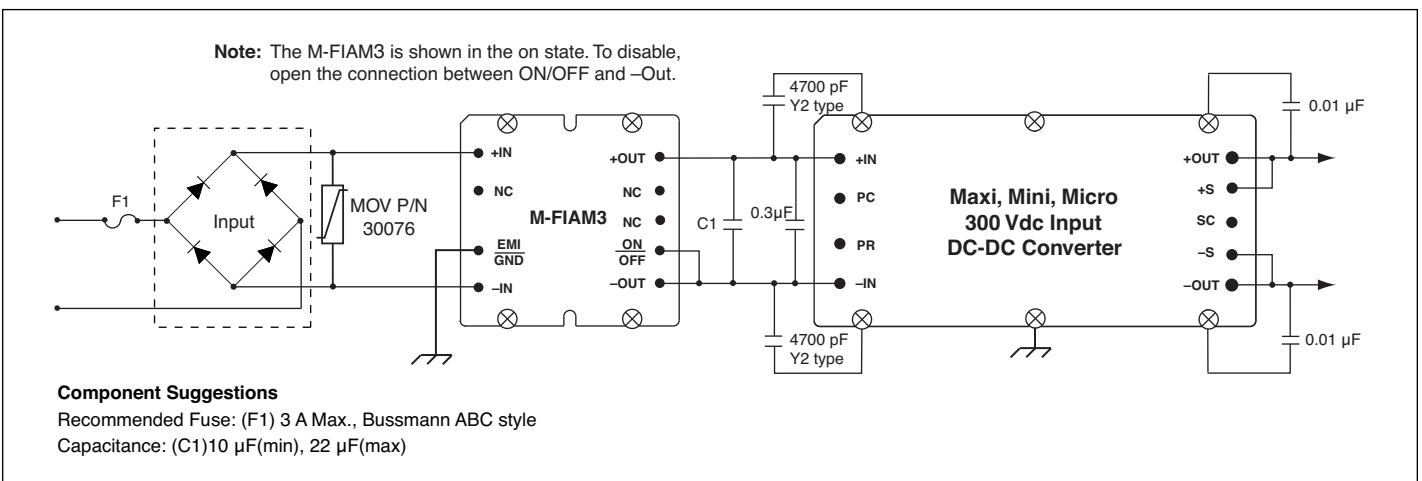 Note: The M-FIAM3 is shown in the on state. To disable,
open the connection between ON/OFF and –Out.
F1
Input
MOV P/N
30076
+IN
NC
EMI
GND
–IN
M-FIAM3
+OUT
NC
NC
ON
OFF
–OUT
C1
0.3µF
4700 pF
Y2 type
4700 pF
Y2 type
+IN
PC
PR
–IN
Maxi, Mini, Micro
300 Vdc Input
DC-DC Converter
+OUT
+S
SC
–S
–OUT
0.01 µF
0.01 µF
Component Suggestions
Recommended Fuse: (F1) 3 A Max., Bussmann ABC style
Capacitance: (C1)10 µF(min), 22 µF(max)